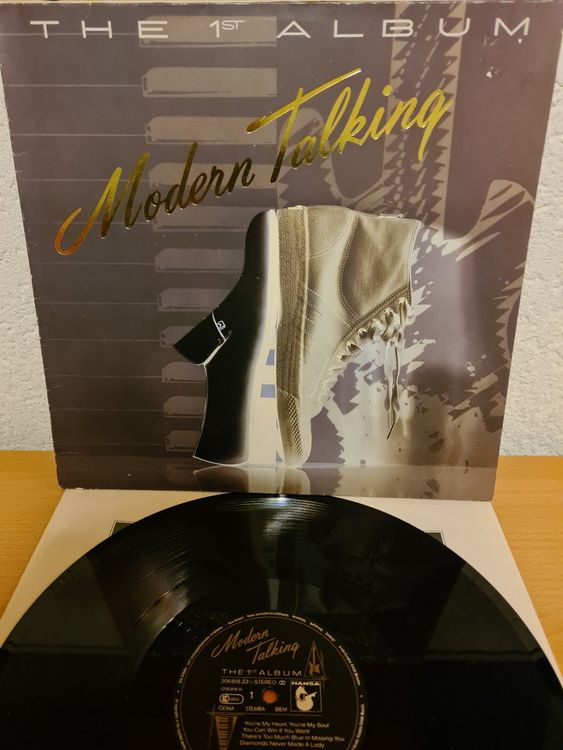 THE 1ST ALBUM
Modern Talking
Modern
Talking
THE 1ST ALBUM
206 818 33⅓ STEREO
HANSA
1
GEMA STEMRA BIEM
You're My Heart, You're My Soul
You Can Win If You Want
There's Too Much Blue In Missing You
Diamonds Never Made A Lady